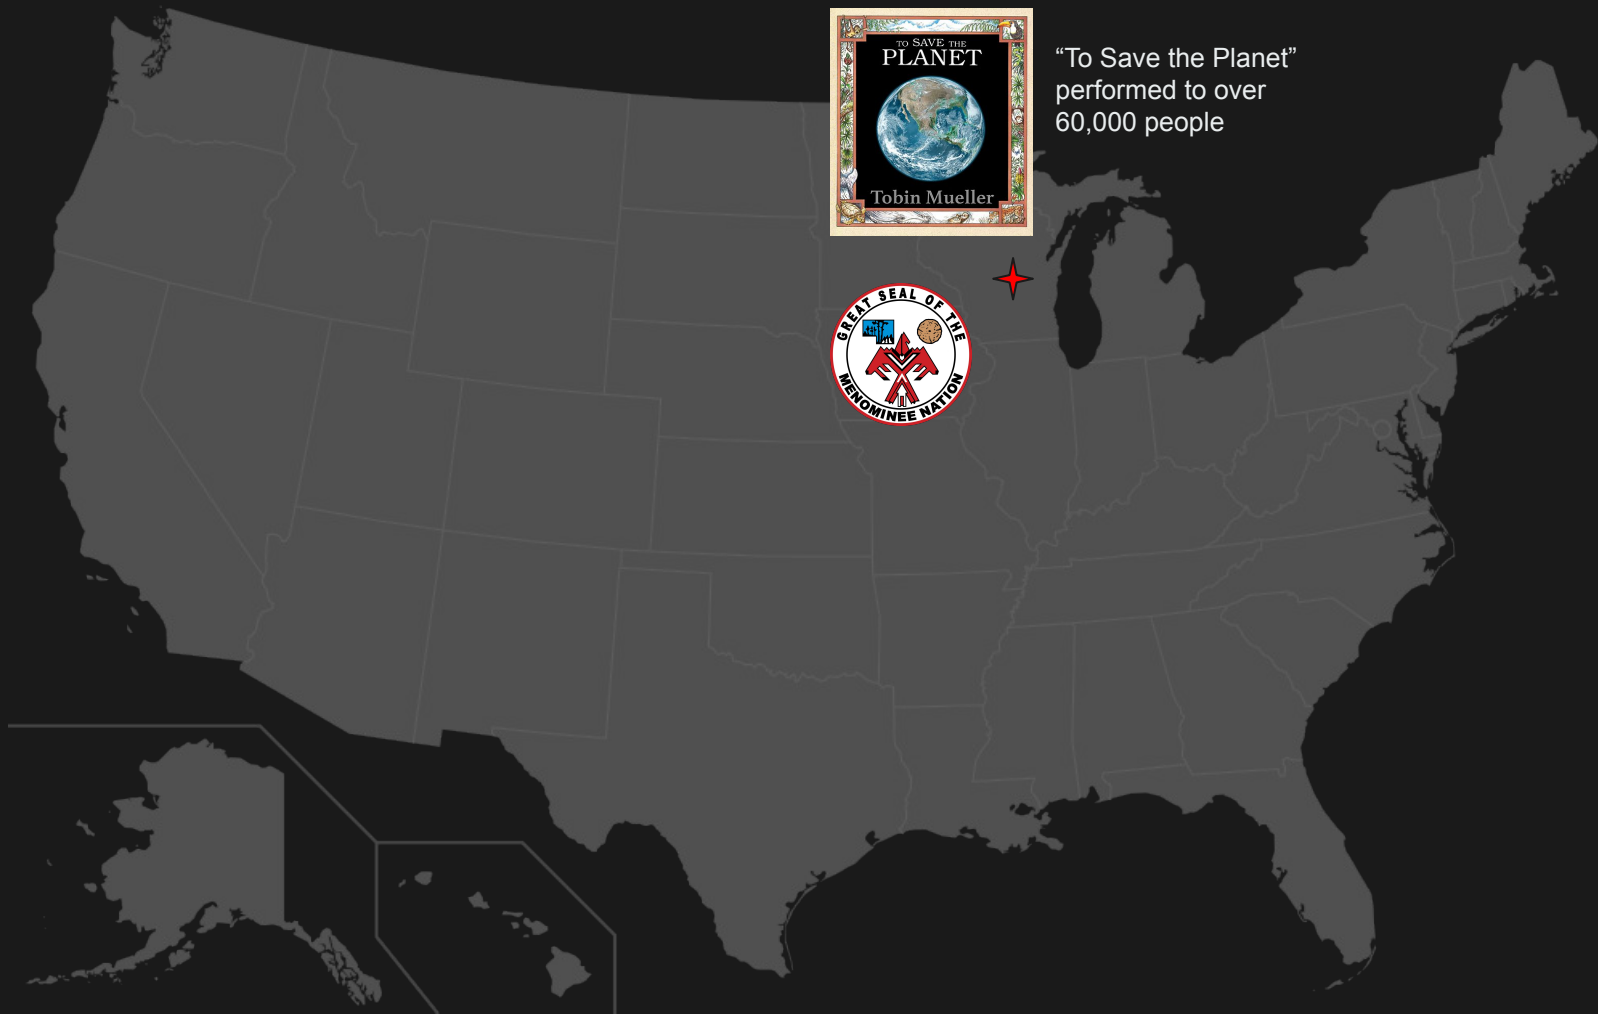 TO SAVE THE
PLANET
Tobin Mueller
“To Save the Planet”
performed to over
60,000 people
GREAT SEAL OF THE
MENOMINEE NATION